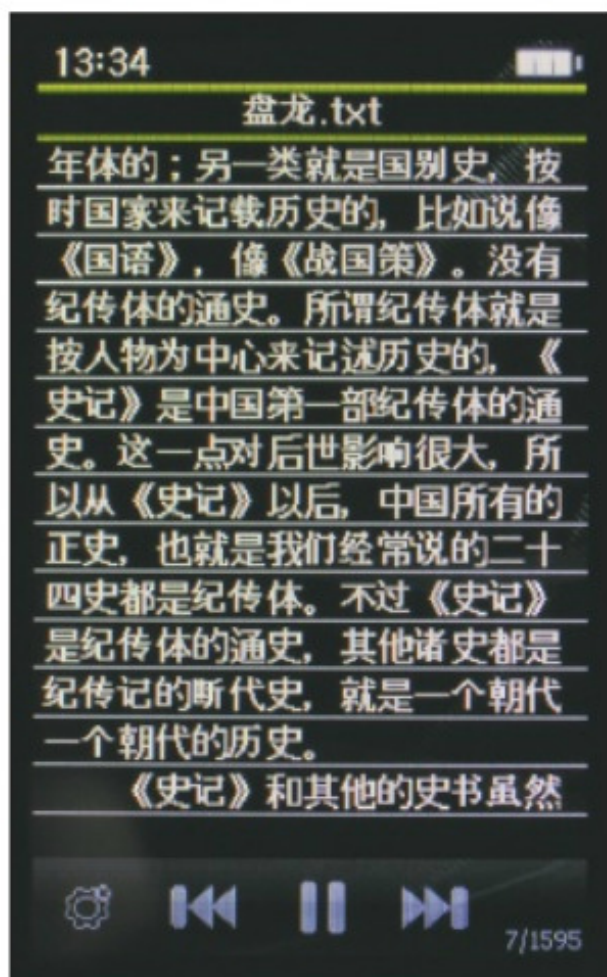 13:34
盘龙.txt
年体的；另一类就是国别史，按
时国家来记载历史的，比如说像
《国语》，像《战国策》。没有
纪传体的通史。所谓纪传体就是
按人物为中心来记述历史的，《
史记》是中国第一部纪传体的通
史。这一点对后世影响很大，所
以从《史记》以后，中国所有的
正史，也就是我们经常说的二十
四史都是纪传体。不过《史记》
是纪传体的通史，其他诸史都是
纪传记的断代史，就是一个朝代
一个朝代的历史。
《史记》和其他的史书虽然
7/1595